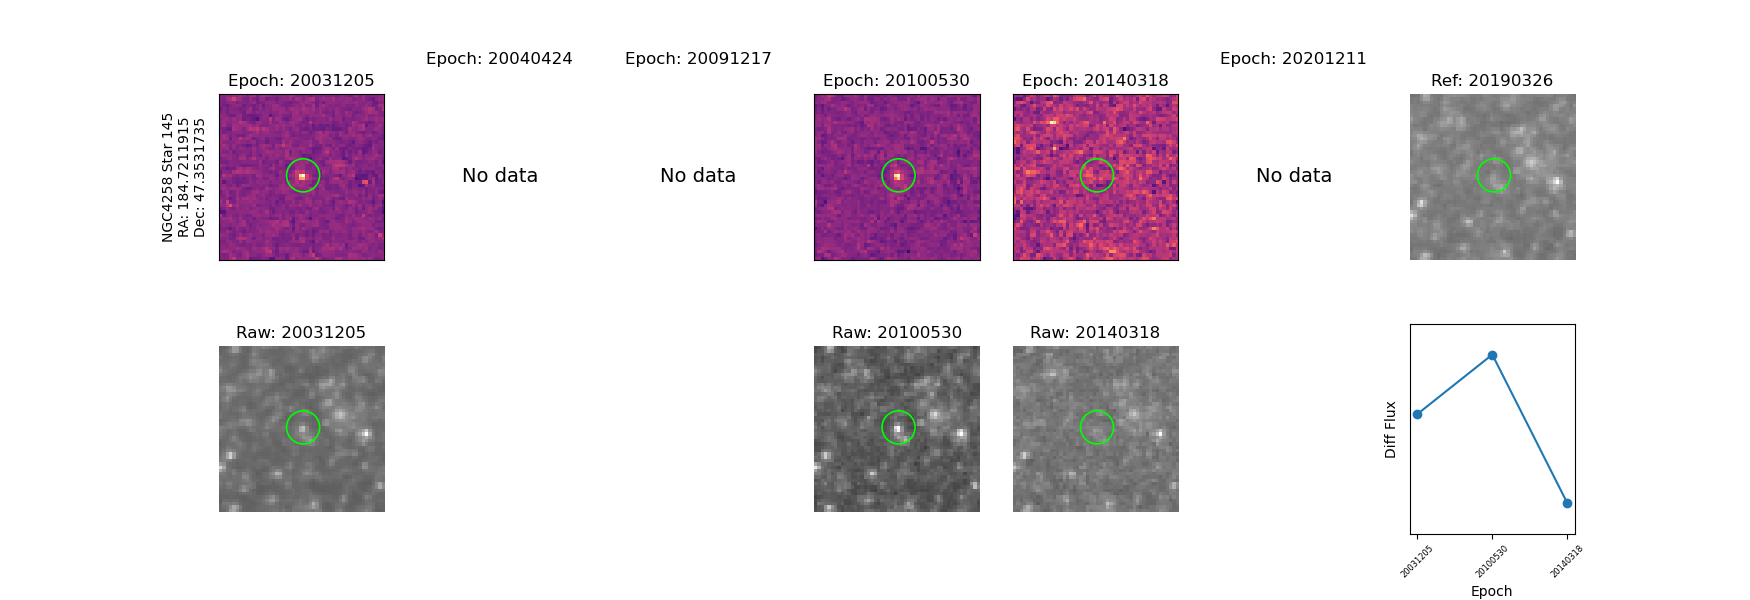 Epoch: 20040424
Epoch: 20091217
Epoch: 20201211
Epoch: 20031205
Epoch: 20100530
Epoch: 20140318
Ref: 20190326
NGC4258 Star 145
RA: 184.7211915
Dec: 47.3531735
No data
No data
No data
Raw: 20031205
Raw: 20100530
Raw: 20140318
Diff Flux
20031205
20100530
20140318
Epoch